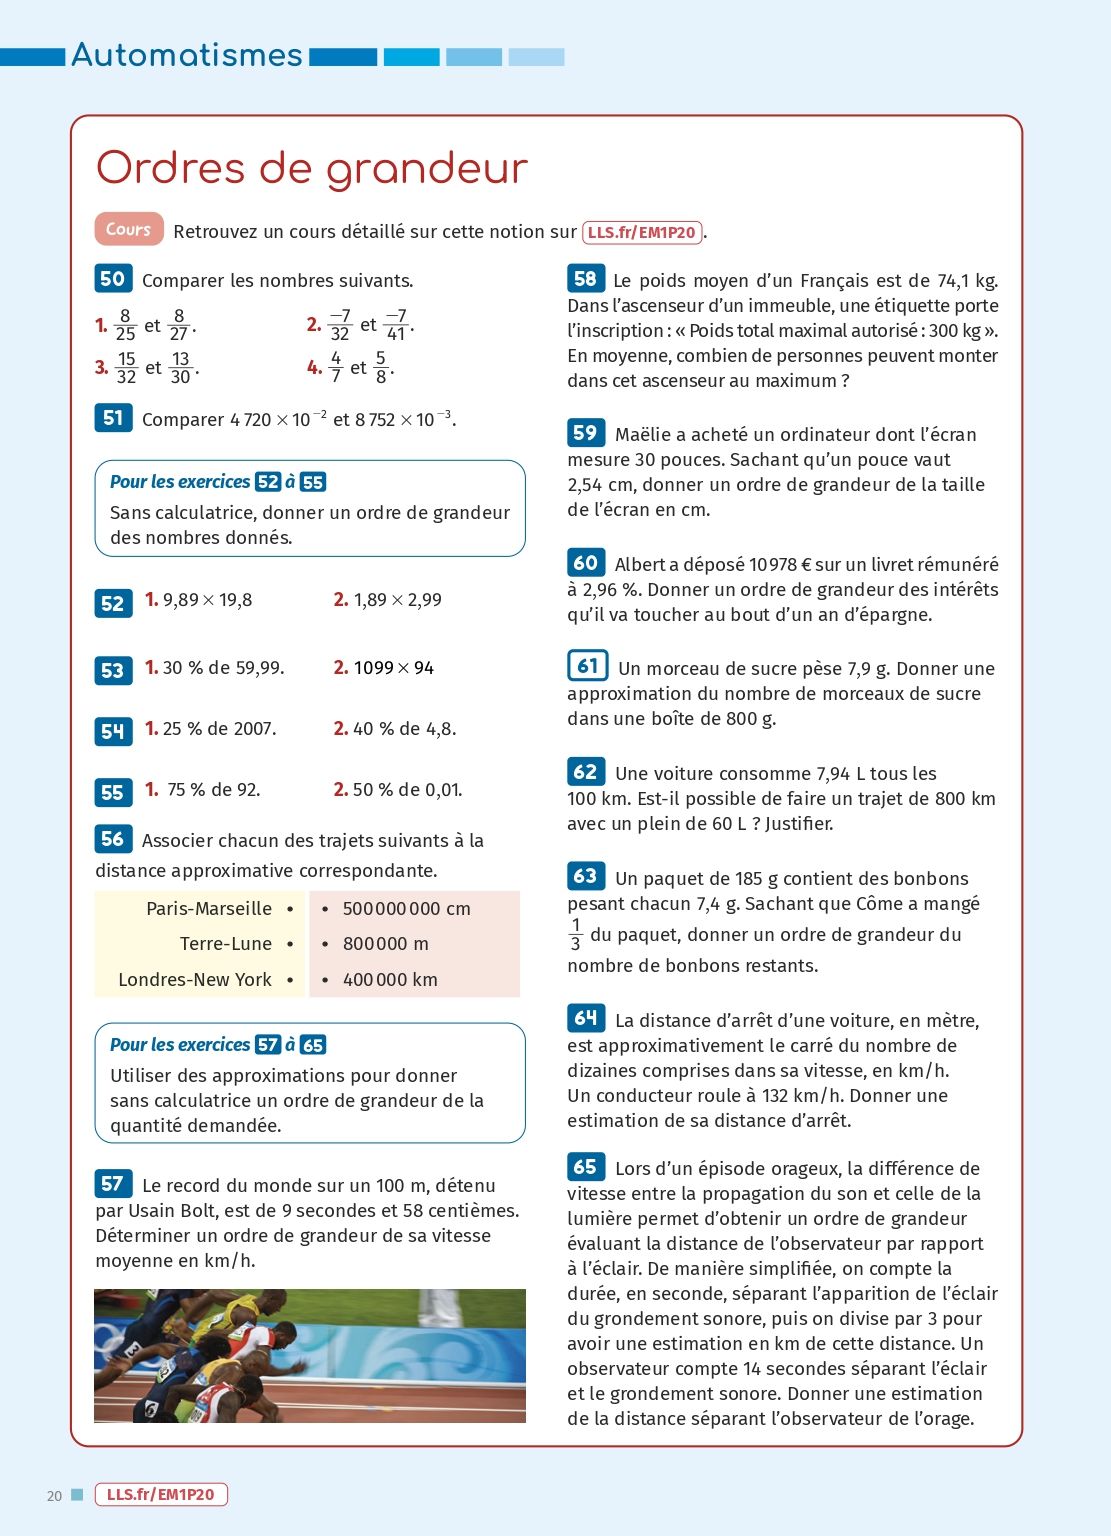 Automatismes
Ordres de grandeur
Cours Retrouvez un cours détaillé sur cette notion sur LLS.fr/EM1P20.
50 Comparer les nombres suivants.
1. 8/25 et 8/27. 2. −7/32 et −7/41.
3. 15/32 et 13/30. 4. 4/7 et 5/8.
51 Comparer 4 720 × 10⁻² et 8 752 × 10⁻³.
Pour les exercices 52 à 55
Sans calculatrice, donner un ordre de grandeur
des nombres donnés.
52 1. 9,89 × 19,8 2. 1,89 × 2,99
53 1. 30 % de 59,99. 2. 1099 × 94
54 1. 25 % de 2007. 2. 40 % de 4,8.
55 1. 75 % de 92. 2. 50 % de 0,01.
56 Associer chacun des trajets suivants à la
distance approximative correspondante.
Paris-Marseille • • 500 000 000 cm
Terre-Lune • • 800 000 m
Londres-New York • • 400 000 km
Pour les exercices 57 à 65
Utiliser des approximations pour donner
sans calculatrice un ordre de grandeur de la
quantité demandée.
57 Le record du monde sur un 100 m, détenu
par Usain Bolt, est de 9 secondes et 58 centièmes.
Déterminer un ordre de grandeur de sa vitesse
moyenne en km/h.
58 Le poids moyen d'un Français est de 74,1 kg.
Dans l'ascenseur d'un immeuble, une étiquette porte
l'inscription : « Poids total maximal autorisé : 300 kg ».
En moyenne, combien de personnes peuvent monter
dans cet ascenseur au maximum ?
59 Maëlie a acheté un ordinateur dont l'écran
mesure 30 pouces. Sachant qu'un pouce vaut
2,54 cm, donner un ordre de grandeur de la taille
de l'écran en cm.
60 Albert a déposé 10 978 € sur un livret rémunéré
à 2,96 %. Donner un ordre de grandeur des intérêts
qu'il va toucher au bout d'un an d'épargne.
61 Un morceau de sucre pèse 7,9 g. Donner une
approximation du nombre de morceaux de sucre
dans une boîte de 800 g.
62 Une voiture consomme 7,94 L tous les
100 km. Est-il possible de faire un trajet de 800 km
avec un plein de 60 L ? Justifier.
63 Un paquet de 185 g contient des bonbons
pesant chacun 7,4 g. Sachant que Côme a mangé
1/3 du paquet, donner un ordre de grandeur du
nombre de bonbons restants.
64 La distance d'arrêt d'une voiture, en mètre,
est approximativement le carré du nombre de
dizaines comprises dans sa vitesse, en km/h.
Un conducteur roule à 132 km/h. Donner une
estimation de sa distance d'arrêt.
65 Lors d'un épisode orageux, la différence de
vitesse entre la propagation du son et celle de la
lumière permet d'obtenir un ordre de grandeur
évaluant la distance de l'observateur par rapport
à l'éclair. De manière simplifiée, on compte la
durée, en seconde, séparant l'apparition de l'éclair
du grondement sonore, puis on divise par 3 pour
avoir une estimation en km de cette distance. Un
observateur compte 14 secondes séparant l'éclair
et le grondement sonore. Donner une estimation
de la distance séparant l'observateur de l'orage.
20 LLS.fr/EM1P20